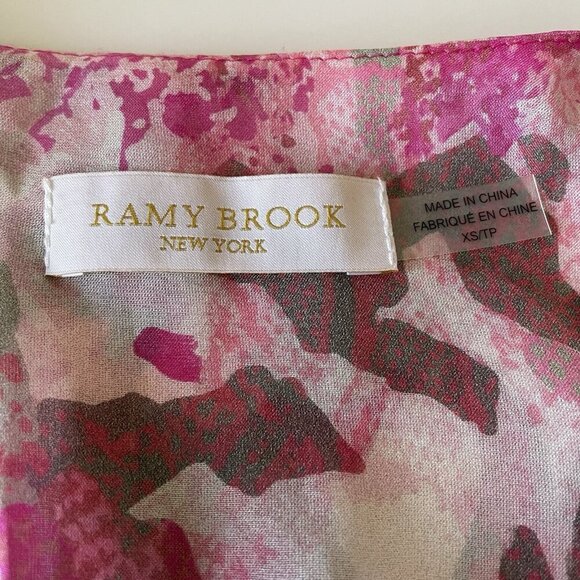 RAMY BROOK
NEW YORK
MADE IN CHINA
FABRIQUÉ EN CHINE
XS/TP